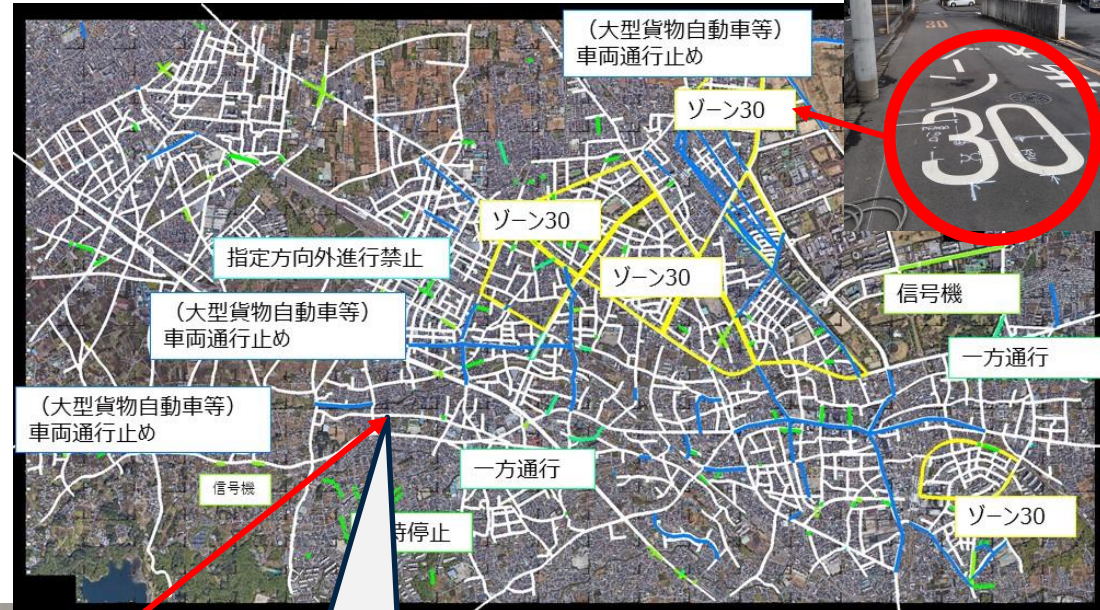 （大型貨物自動車等）
車両通行止め
ゾーン30
30
ゾーン
30
ゾーン30
指定方向外進行禁止
ゾーン30
信号機
（大型貨物自動車等）
車両通行止め
一方通行
（大型貨物自動車等）
車両通行止め
一方通行
信号機
ゾーン30
時停止